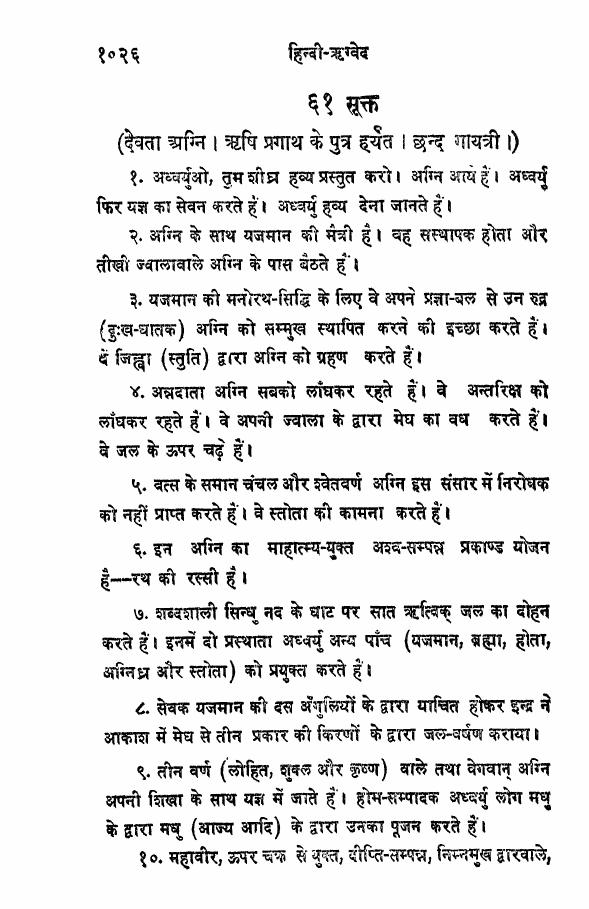 १०२६ हिन्दी-ऋग्वेद
६१ सूक्त
(देवता अग्नि । ऋषि प्रगाथ के पुत्र हर्यत । छन्द गायत्री ।)
१. अध्वर्युओ, तुम शीघ्र हव्य प्रस्तुत करो। अग्नि आये हैं। अध्वर्यु
फिर यज्ञ का सेवन करते हैं। अध्वर्यु हव्य देना जानते हैं।
२. अग्नि के साथ यजमान की मैत्री है। वह सस्थापक होता और
तीखी ज्वालावाले अग्नि के पास बैठते हैं।
३. यजमान की मनोरथ-सिद्धि के लिए वे अपने प्रज्ञा-बल से उन रुद्र
(दुःख-घातक) अग्नि को सम्मुख स्थापित करने की इच्छा करते हैं।
वे जिह्वा (स्तुति) द्वारा अग्नि को ग्रहण करते हैं।
४. अन्नदाता अग्नि सबको लाँघकर रहते हैं। वे अन्तरिक्ष को
लाँघकर रहते हैं। वे अपनी ज्वाला के द्वारा मेघ का वध करते हैं।
वे जल के ऊपर चढ़े हैं।
५. वत्स के समान चंचल और श्वेतवर्ण अग्नि इस संसार में निरोधक
को नहीं प्राप्त करते हैं। वे स्तोता की कामना करते हैं।
६. इन अग्नि का माहात्म्य-युक्त अश्व-सम्पन्न प्रकाण्ड योजन
है—रथ की रस्सी है।
७. शब्दशाली सिन्धु नद के घाट पर सात ऋत्विक् जल का दोहन
करते हैं। इनमें दो प्रस्थाता अध्वर्यु अन्य पाँच (यजमान, ब्रह्मा, होता,
अग्निध्र और स्तोता) को प्रयुक्त करते हैं।
८. सेवक यजमान की दस अँगुलियों के द्वारा याचित होकर इन्द्र ने
आकाश में मेघ से तीन प्रकार की किरणों के द्वारा जल-वर्षण कराया।
९. तीन वर्ण (लोहित, शुक्ल और कृष्ण) वाले तथा वेगवान् अग्नि
अपनी शिखा के साथ यज्ञ में जाते हैं। होम-सम्पादक अध्वर्यु लोग मधु
के द्वारा मधु (आज्य आदि) के द्वारा उनका पूजन करते हैं।
१०. महावीर, ऊपर चक्र से युक्त, दीप्ति-सम्पन्न, निम्नमुख द्वारवाले,